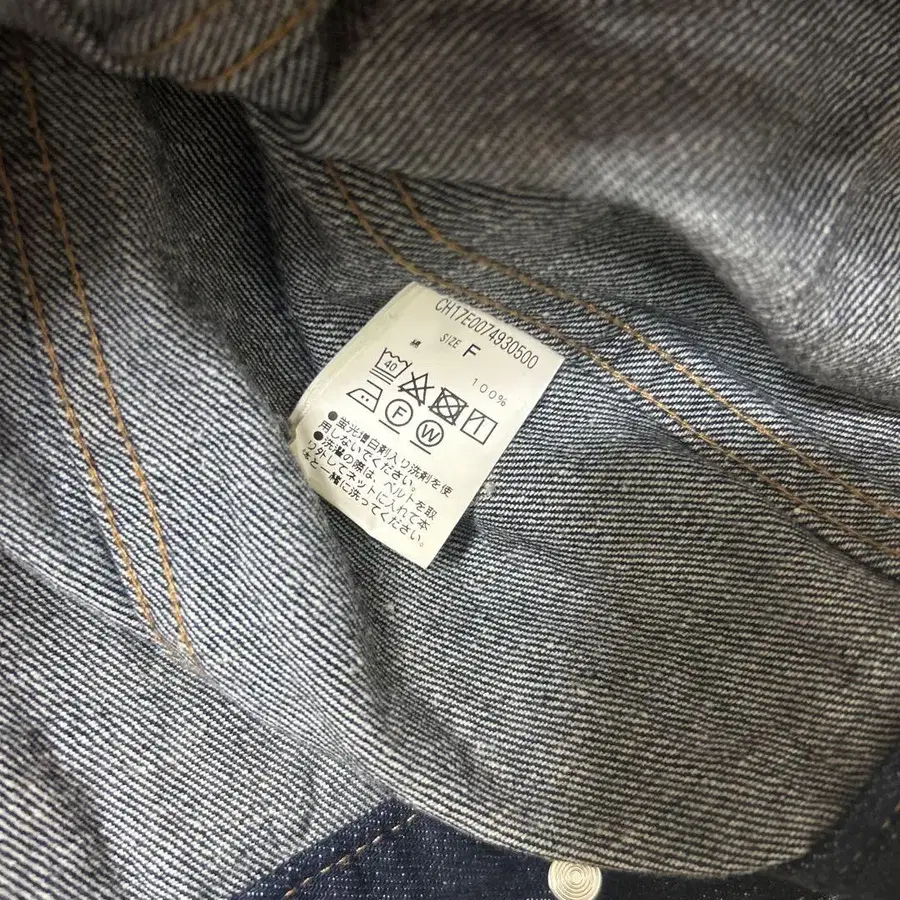 CH17E0074930500
SIZE F
綿 100%
40
F W
●蛍光増白剤入り洗剤を使
用しないでください。
●洗濯の際は、ベルトを取
り外してネットに入れて本
体と一緒に洗ってください。